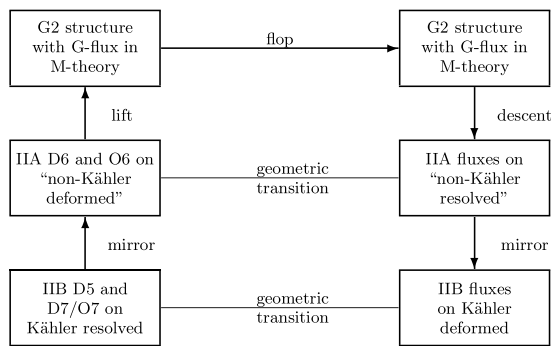 G2 structure
with G-flux in
M-theory
flop
G2 structure
with G-flux in
M-theory
lift
descent
IIA D6 and O6 on
“non-Kähler
deformed”
geometric
transition
IIA fluxes on
“non-Kähler
resolved”
mirror
mirror
IIB D5 and
D7/O7 on
Kähler resolved
geometric
transition
IIB fluxes
on Kähler
deformed